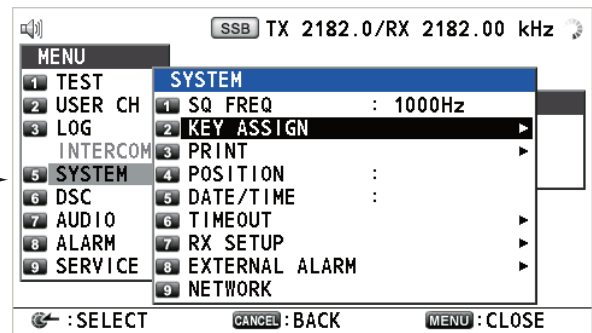 SSB TX 2182.0/RX 2182.00 kHz
MENU
1 TEST
2 USER CH
3 LOG
INTERCOM
5 SYSTEM
6 DSC
7 AUDIO
8 ALARM
9 SERVICE
SYSTEM
1 SQ FREQ : 1000Hz
2 KEY ASSIGN
3 PRINT
4 POSITION :
5 DATE/TIME :
6 TIMEOUT
7 RX SETUP
8 EXTERNAL ALARM
9 NETWORK
: SELECT CANCEL : BACK MENU : CLOSE